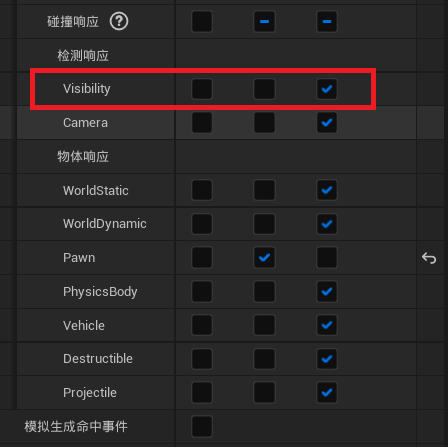 碰撞响应 ?
检测响应
Visibility
Camera
物体响应
WorldStatic
WorldDynamic
Pawn
PhysicsBody
Vehicle
Destructible
Projectile
模拟生成命中事件